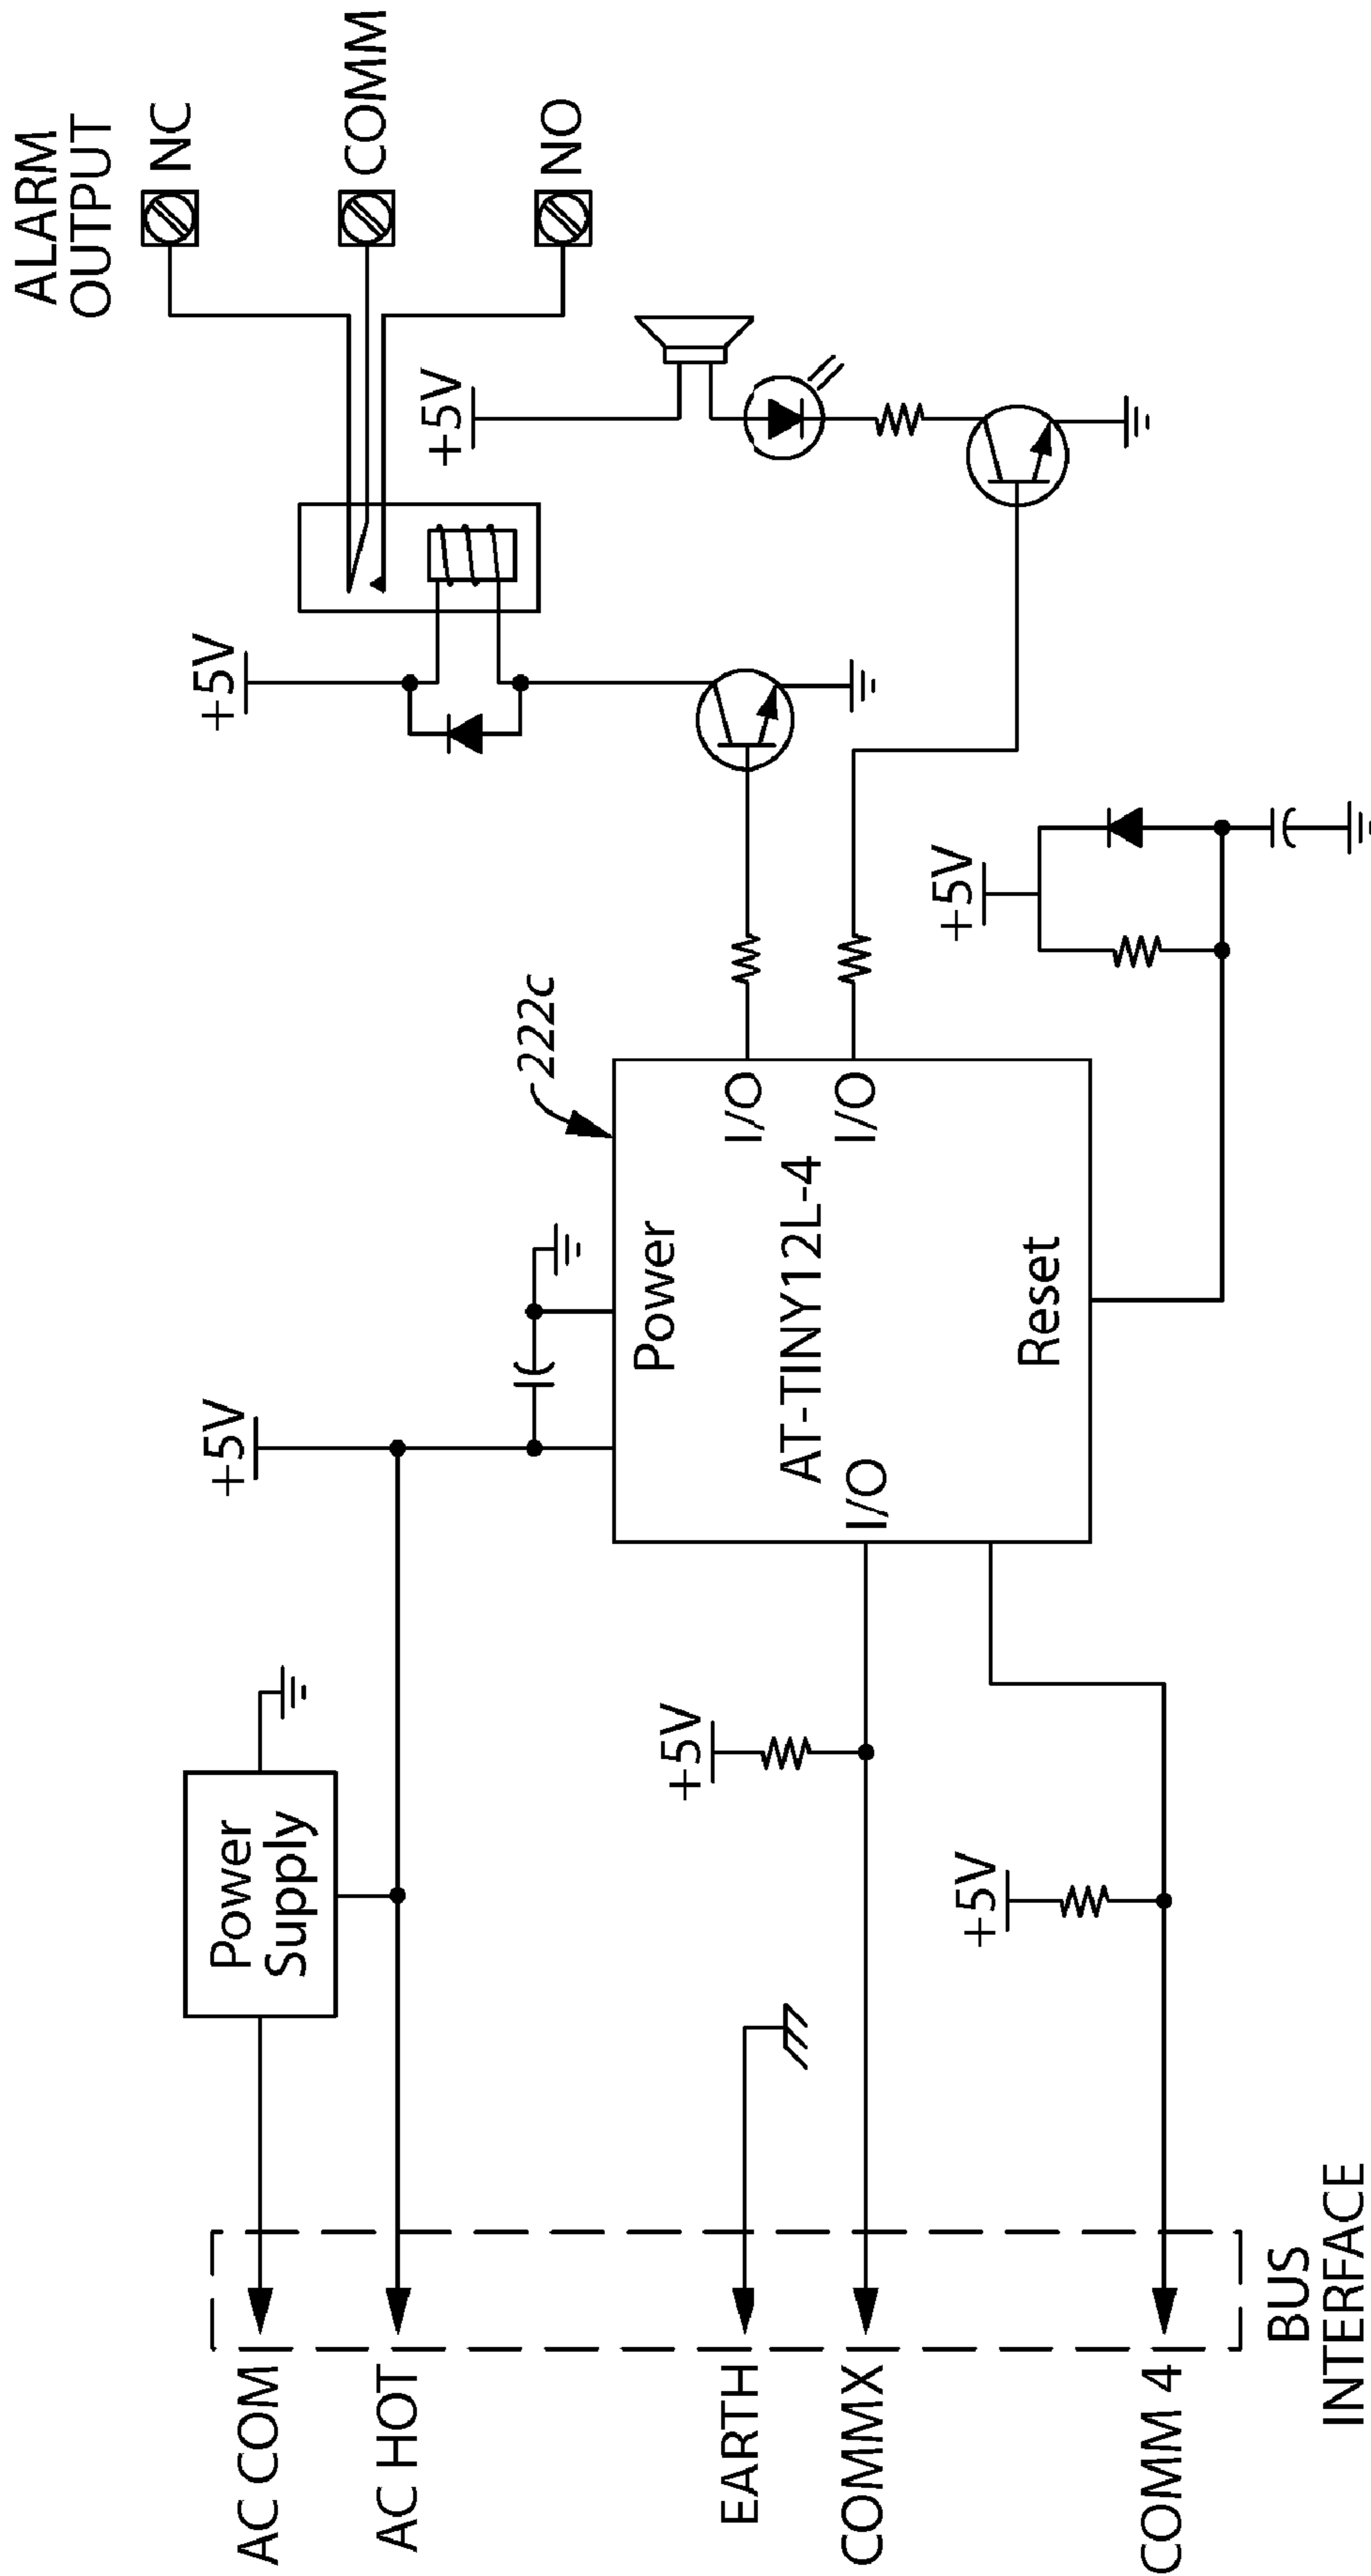 ALARM
OUTPUT
NC
COMM
NO
+5V
+5V
+5V
222c
+5V
Power
I/O
I/O
AT-TINY12L-4
I/O
Reset
+5V
Power
Supply
+5V
+5V
AC COM
AC HOT
EARTH
COMMX
COMM 4
BUS
INTERFACE